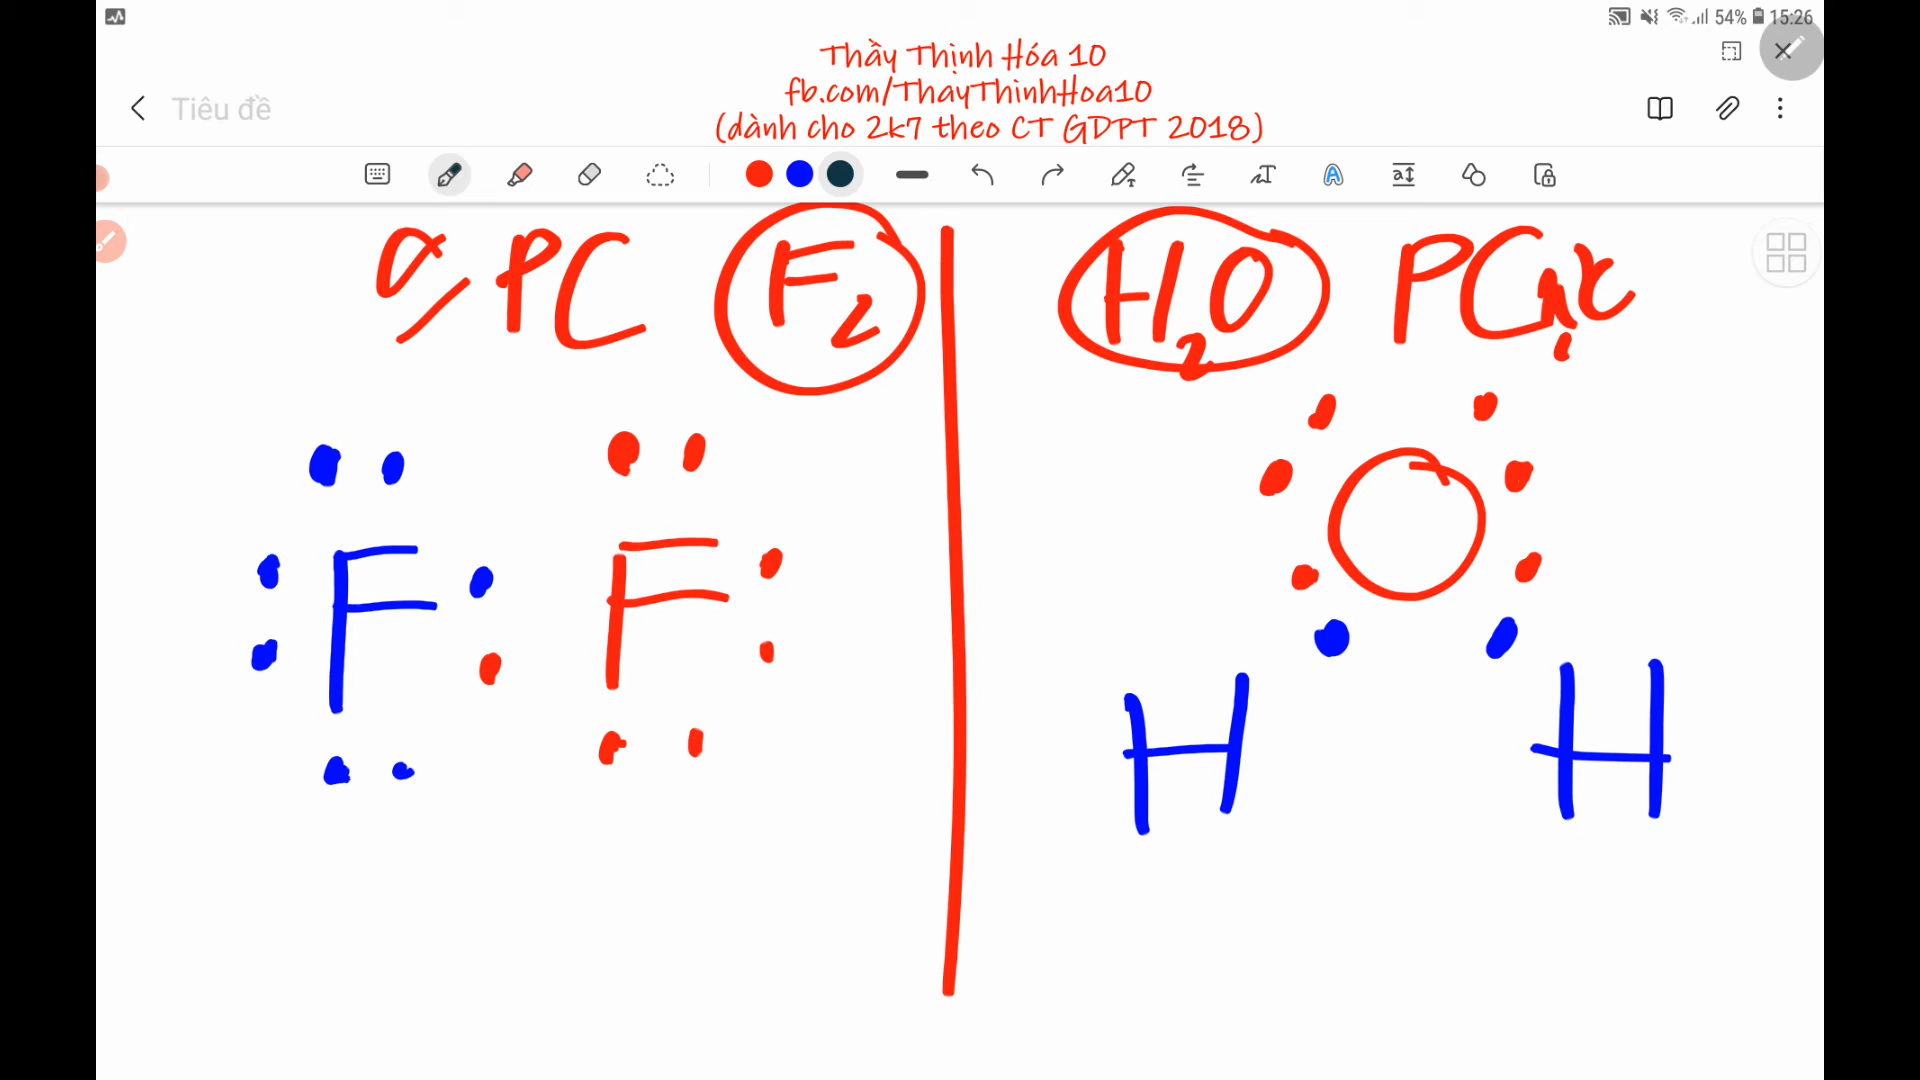 54% 15:26
Thầy Thịnh Hóa 10
fb.com/ThayThinhHoa10
(dành cho 2k7 theo CT GDPT 2018)
Tiêu đề
a/ PC F2
H2O PC
F F
O
H H